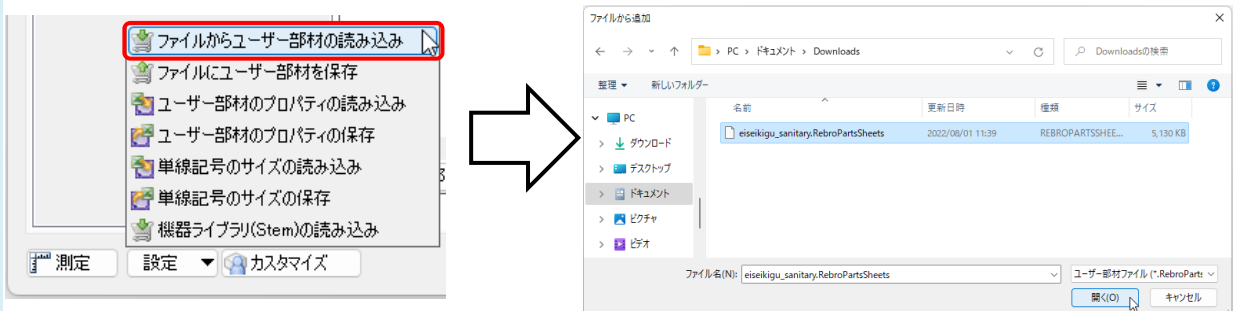 ファイルからユーザー部材の読み込み
ファイルにユーザー部材を保存
ユーザー部材のプロパティの読み込み
ユーザー部材のプロパティの保存
単線記号のサイズの読み込み
単線記号のサイズの保存
機器ライブラリ(Stem)の読み込み
測定 設定 カスタマイズ
ファイルから追加
PC › ドキュメント › Downloads Downloadsの検索
整理 新しいフォルダー
名前 更新日時 種類 サイズ
PC
ダウンロード
デスクトップ
ドキュメント
ピクチャ
ビデオ
eiseikigu_sanitary.RebroPartsSheets 2022/08/01 11:39 REBROPARTSSHEE... 5,130 KB
ファイル名(N): eiseikigu_sanitary.RebroPartsSheets ユーザー部材ファイル (*.RebroParts
開く(O) キャンセル